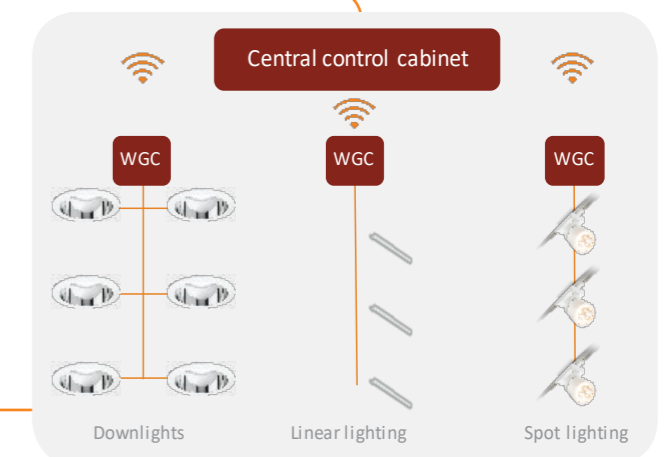 Central control cabinet
WGC
WGC
WGC
Downlights
Linear lighting
Spot lighting